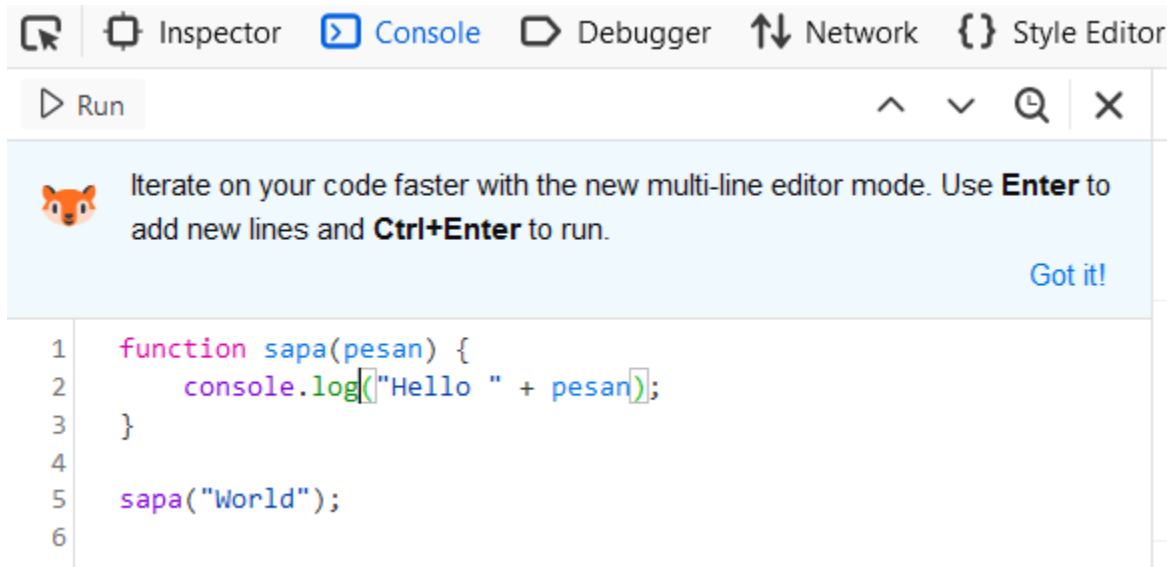 Inspector Console Debugger Network Style Editor
Run
Iterate on your code faster with the new multi-line editor mode. Use Enter to
add new lines and Ctrl+Enter to run.
Got it!
1 function sapa(pesan) {
2     console.log("Hello " + pesan);
3 }
4
5 sapa("World");
6